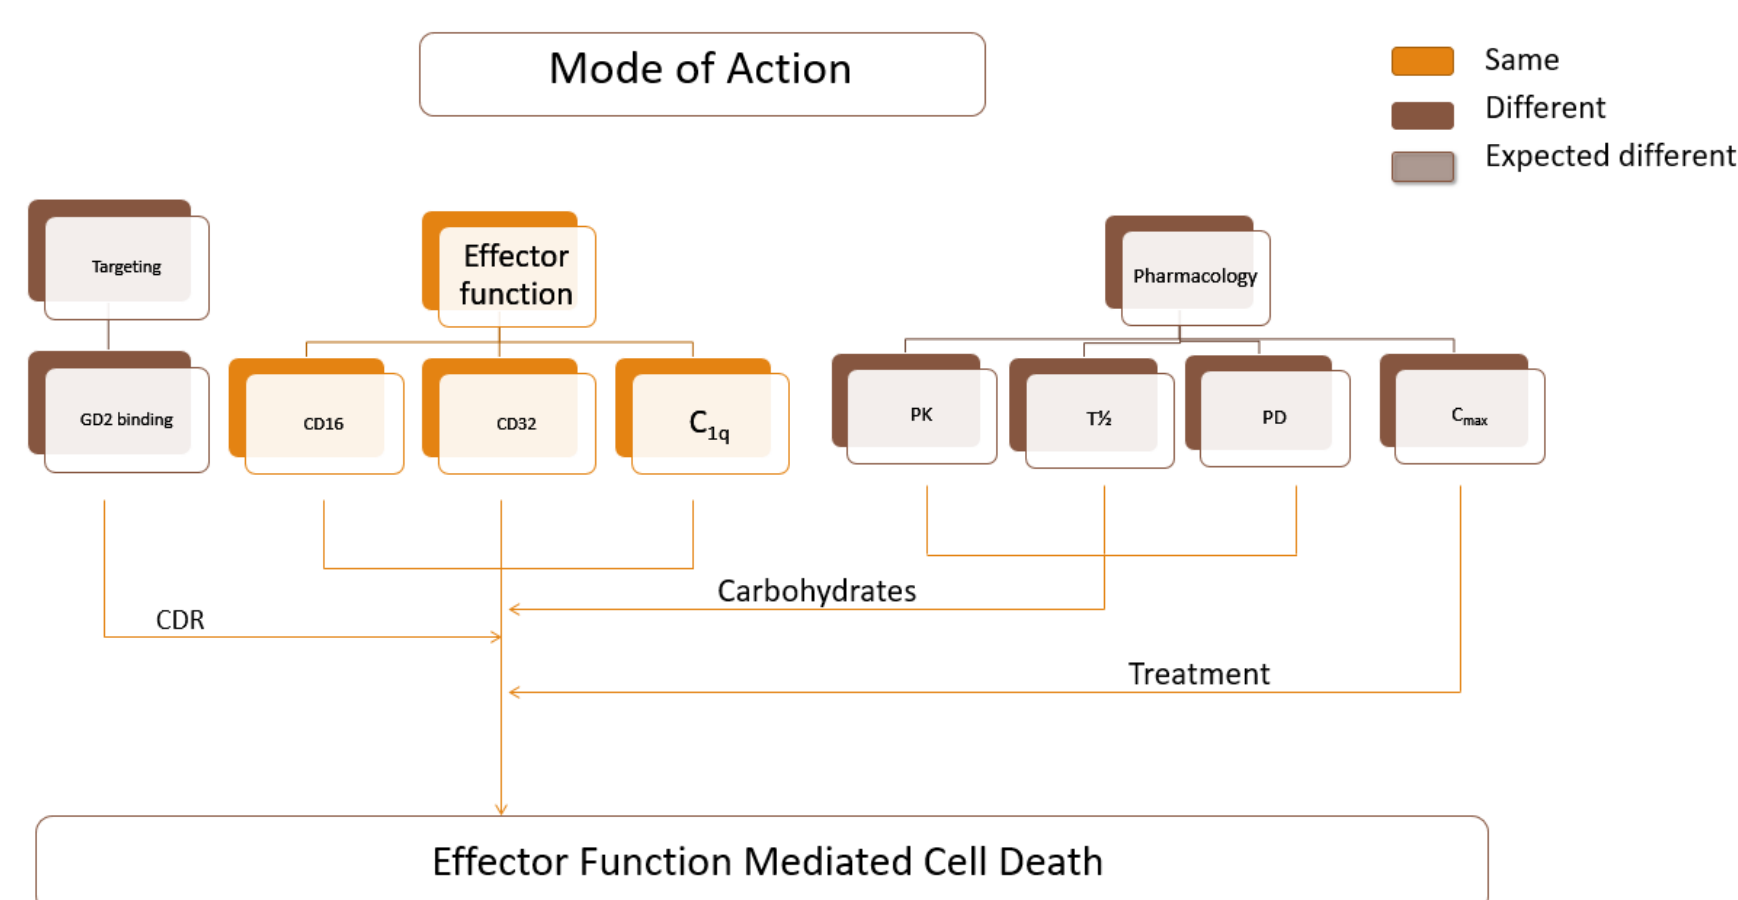 Mode of Action
Same
Different
Expected different
Targeting
Effector
function
Pharmacology
GD2 binding
CD16
CD32
C1q
PK
T½
PD
Cmax
Carbohydrates
CDR
Treatment
Effector Function Mediated Cell Death